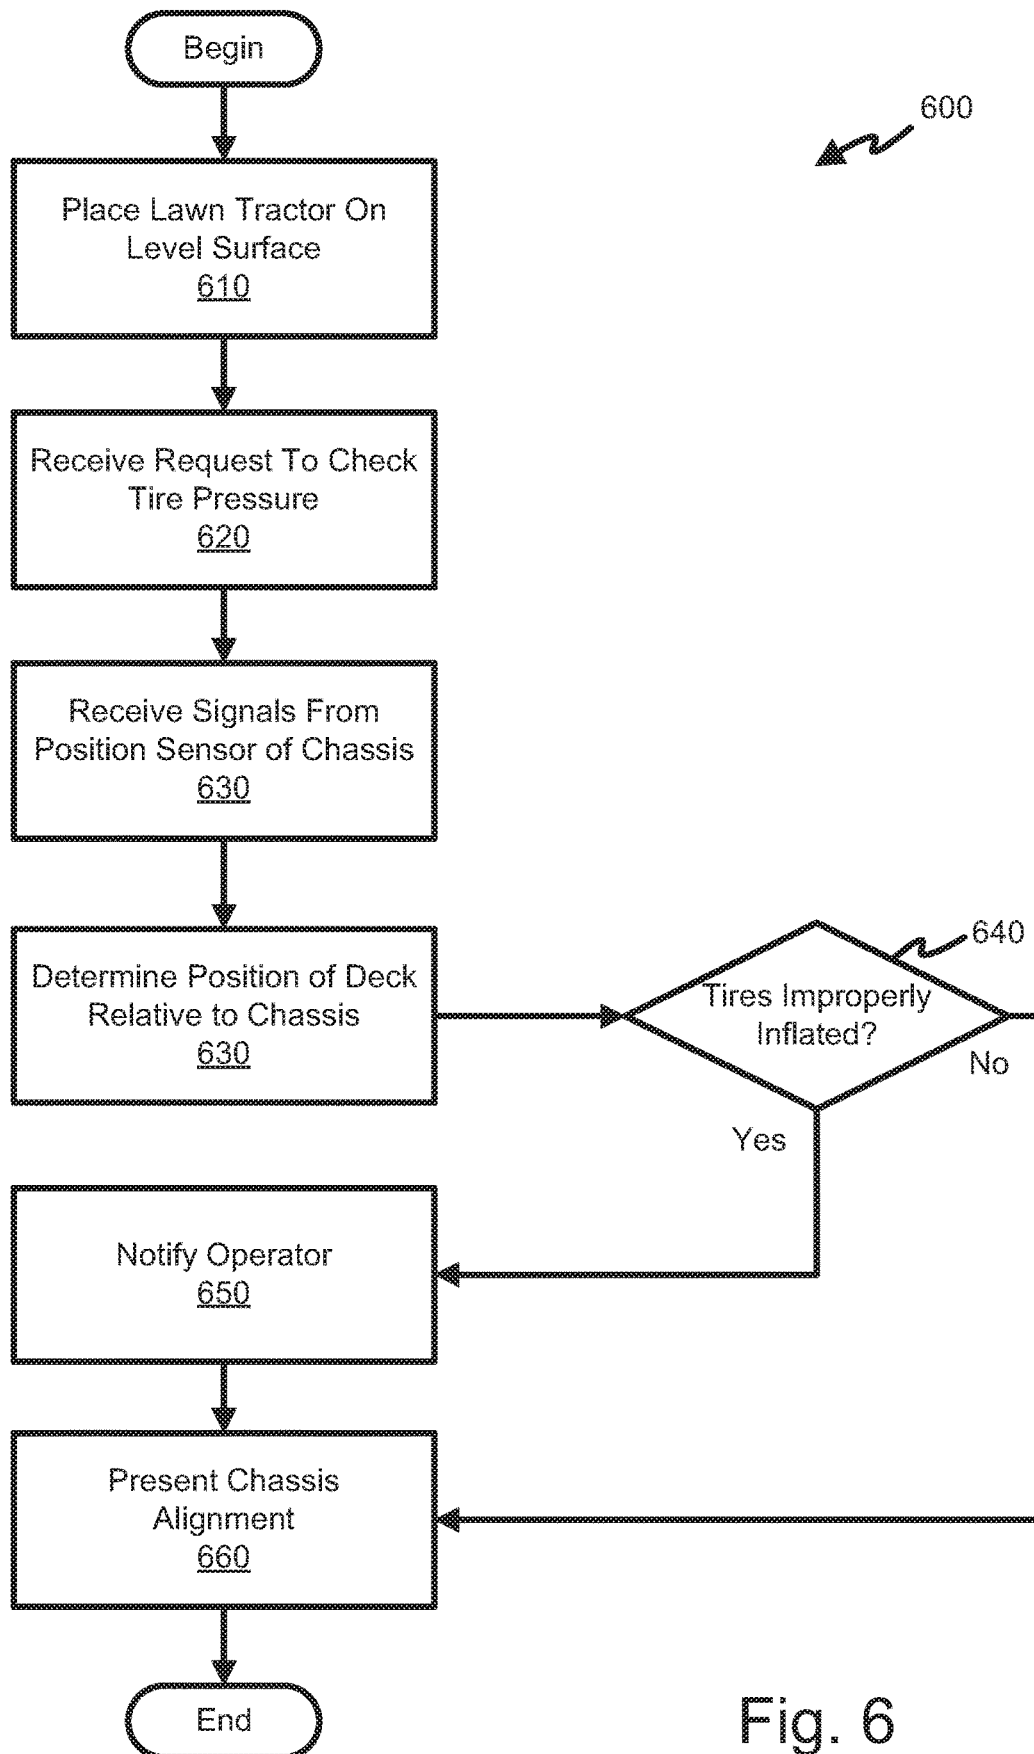 Begin
600
Place Lawn Tractor On
Level Surface
610
Receive Request To Check
Tire Pressure
620
Receive Signals From
Position Sensor of Chassis
630
Determine Position of Deck
Relative to Chassis
630
640
Tires Improperly
Inflated?
No
Yes
Notify Operator
650
Present Chassis
Alignment
660
End
Fig. 6